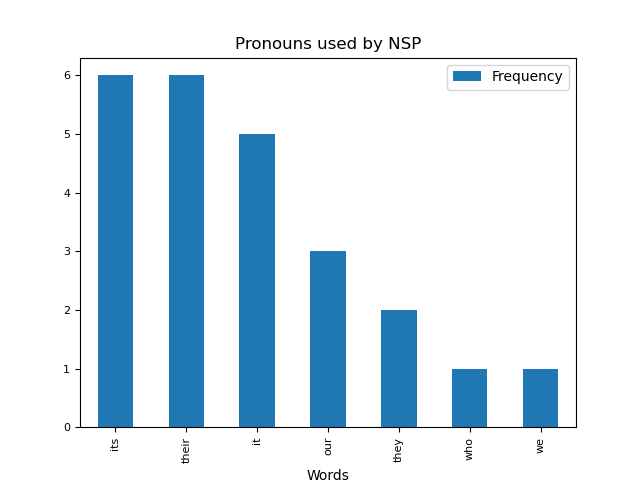 Pronouns used by NSP
Frequency
6
5
4
3
2
1
0
its
their
it
our
they
who
we
Words